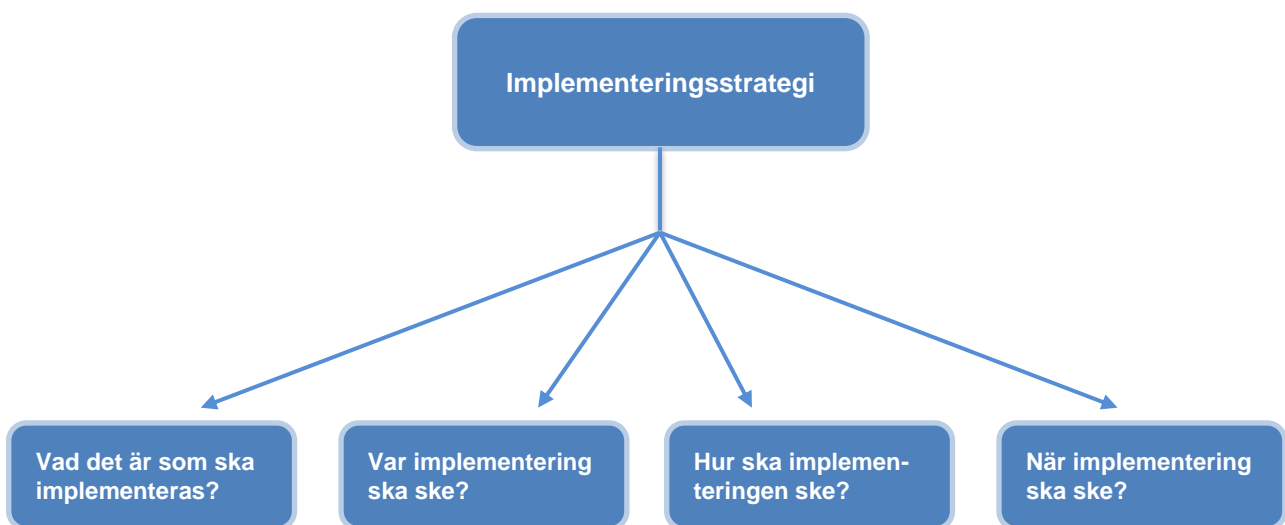 Implementeringsstrategi
Vad det är som ska
implementeras?
Var implementering
ska ske?
Hur ska implemen-
teringen ske?
När implementering
ska ske?